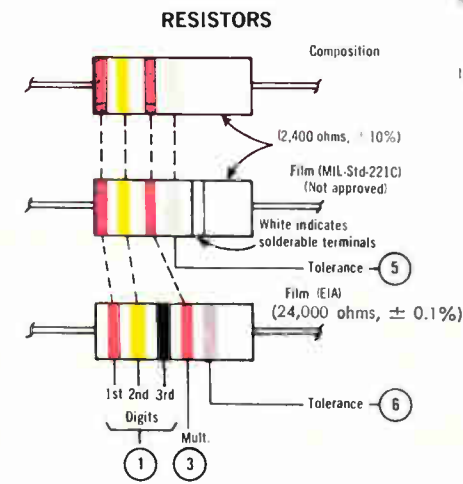 RESISTORS
Composition
(2,400 ohms, ± 10%)
Film (MIL-Std-221C)
(Not approved)
White indicates
solderable terminals
Tolerance 5
Film (EIA)
(24,000 ohms, ± 0.1%)
1st 2nd 3rd
Digits
Tolerance 6
Mult.
1 3